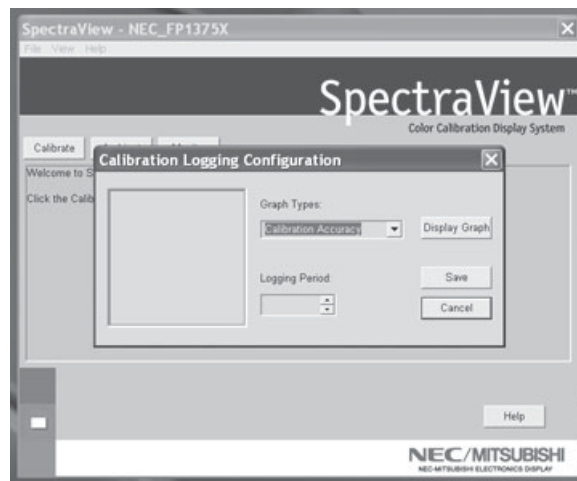 SpectraView - NEC_FP1375X
File View Help
SpectraView™
Color Calibration Display System
Calibrate
Welcome to S
Click the Calib
Calibration Logging Configuration
Graph Types:
Calibration Accuracy
Display Graph
Logging Period:
Save
Cancel
Help
NEC/MITSUBISHI
NEC-MITSUBISHI ELECTRONICS DISPLAY